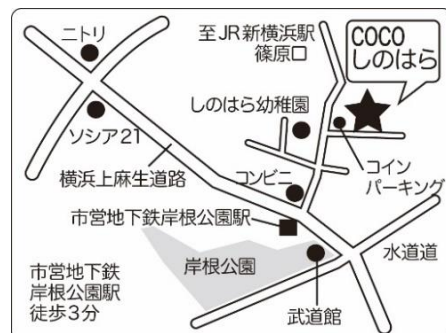 ニトリ
至JR新横浜駅
篠原口
COCO
しのはら
しのはら幼稚園
ソシア21
コイン
パーキング
横浜上麻生道路
コンビニ
市営地下鉄岸根公園駅
岸根公園
水道道
市営地下鉄
岸根公園駅
徒歩3分
武道館